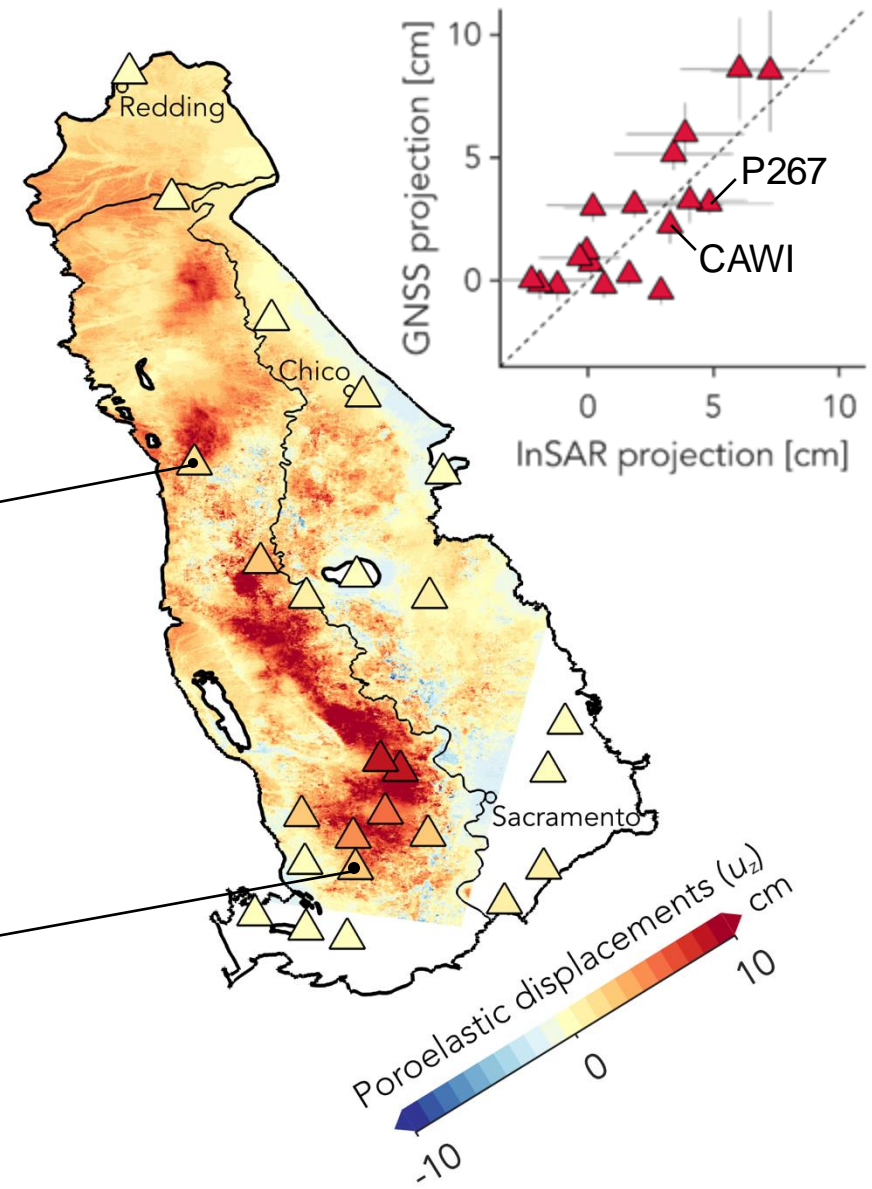 10
5
0
GNSS projection [cm]
P267
CAWI
0 5 10
InSAR projection [cm]
Redding
Chico
Sacramento
Poroelastic displacements (u_z)
cm
10
0
-10